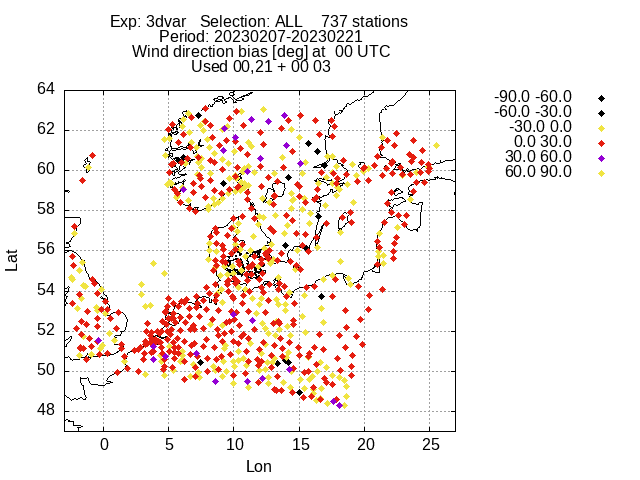 Exp: 3dvar   Selection: ALL    737 stations
Period: 20230207-20230221
Wind direction bias [deg] at  00 UTC
Used 00,21 + 00 03
-90.0 -60.0
-60.0 -30.0
-30.0 0.0
0.0 30.0
30.0 60.0
60.0 90.0
64
62
60
58
56
54
52
50
48
Lat
0 5 10 15 20 25
Lon